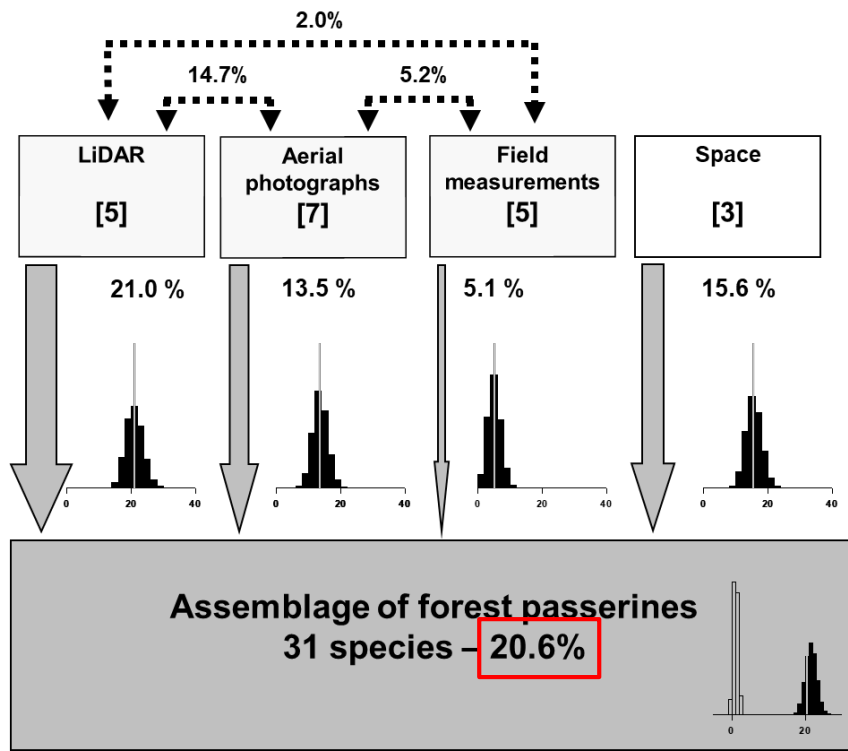 2.0%
14.7%
5.2%
LiDAR
[5]
Aerial
photographs
[7]
Field
measurements
[5]
Space
[3]
21.0 %
13.5 %
5.1 %
15.6 %
0 20 40
0 20 40
0 20 40
0 20 40
Assemblage of forest passerines
31 species – 20.6%
0 20